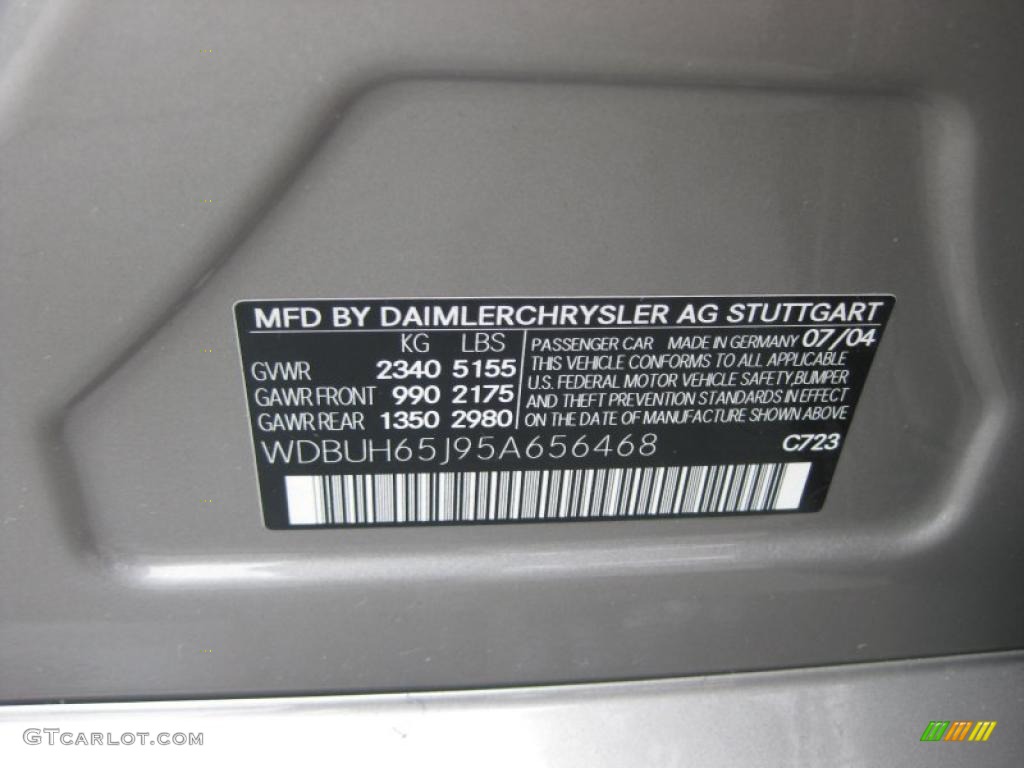 MFD BY DAIMLERCHRYSLER AG STUTTGART
KG LBS
GVWR 2340 5155
GAWR FRONT 990 2175
GAWR REAR 1350 2980
PASSENGER CAR MADE IN GERMANY 07/04
THIS VEHICLE CONFORMS TO ALL APPLICABLE
U.S. FEDERAL MOTOR VEHICLE SAFETY, BUMPER
AND THEFT PREVENTION STANDARDS IN EFFECT
ON THE DATE OF MANUFACTURE SHOWN ABOVE
WDBUH65J95A656468 C723
GTCARLOT.COM